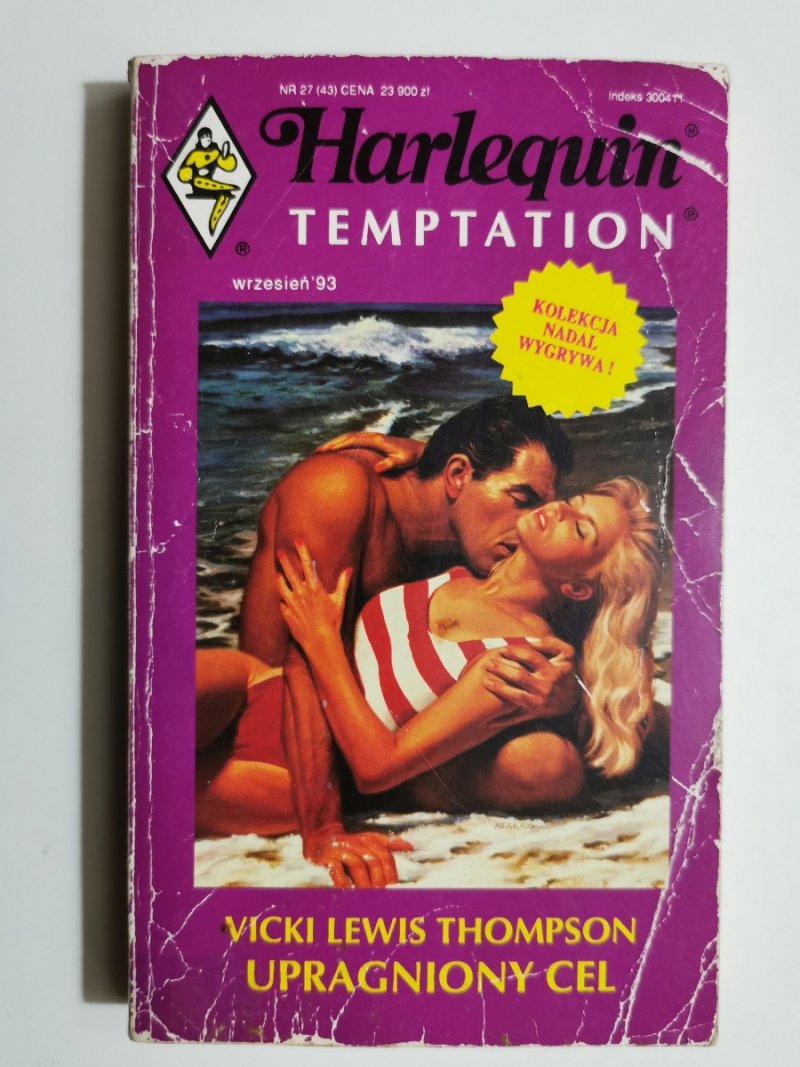 NR 27 (43) CENA 23 900 zł
Indeks 300411
Harlequin®
TEMPTATION®
®
wrzesień '93
KOLEKCJA
NADAL
WYGRYWA!
VICKI LEWIS THOMPSON
UPRAGNIONY CEL